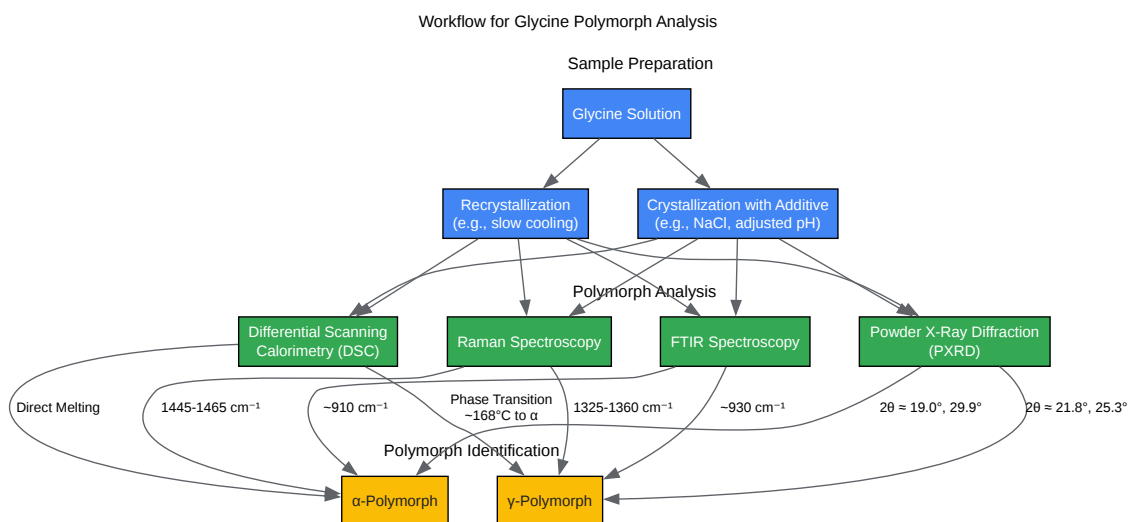 Workflow for Glycine Polymorph Analysis
Sample Preparation
Glycine Solution
Recrystallization
(e.g., slow cooling)
Crystallization with Additive
(e.g., NaCl, adjusted pH)
Polymorph Analysis
Differential Scanning
Calorimetry (DSC)
Raman Spectroscopy
FTIR Spectroscopy
Powder X-Ray Diffraction
(PXRD)
Direct Melting
1445-1465 cm⁻¹
~910 cm⁻¹
Phase Transition
~168°C to α
1325-1360 cm⁻¹
~930 cm⁻¹
2θ ≈ 19.0°, 29.9°
2θ ≈ 21.8°, 25.3°
Polymorph Identification
α-Polymorph
γ-Polymorph